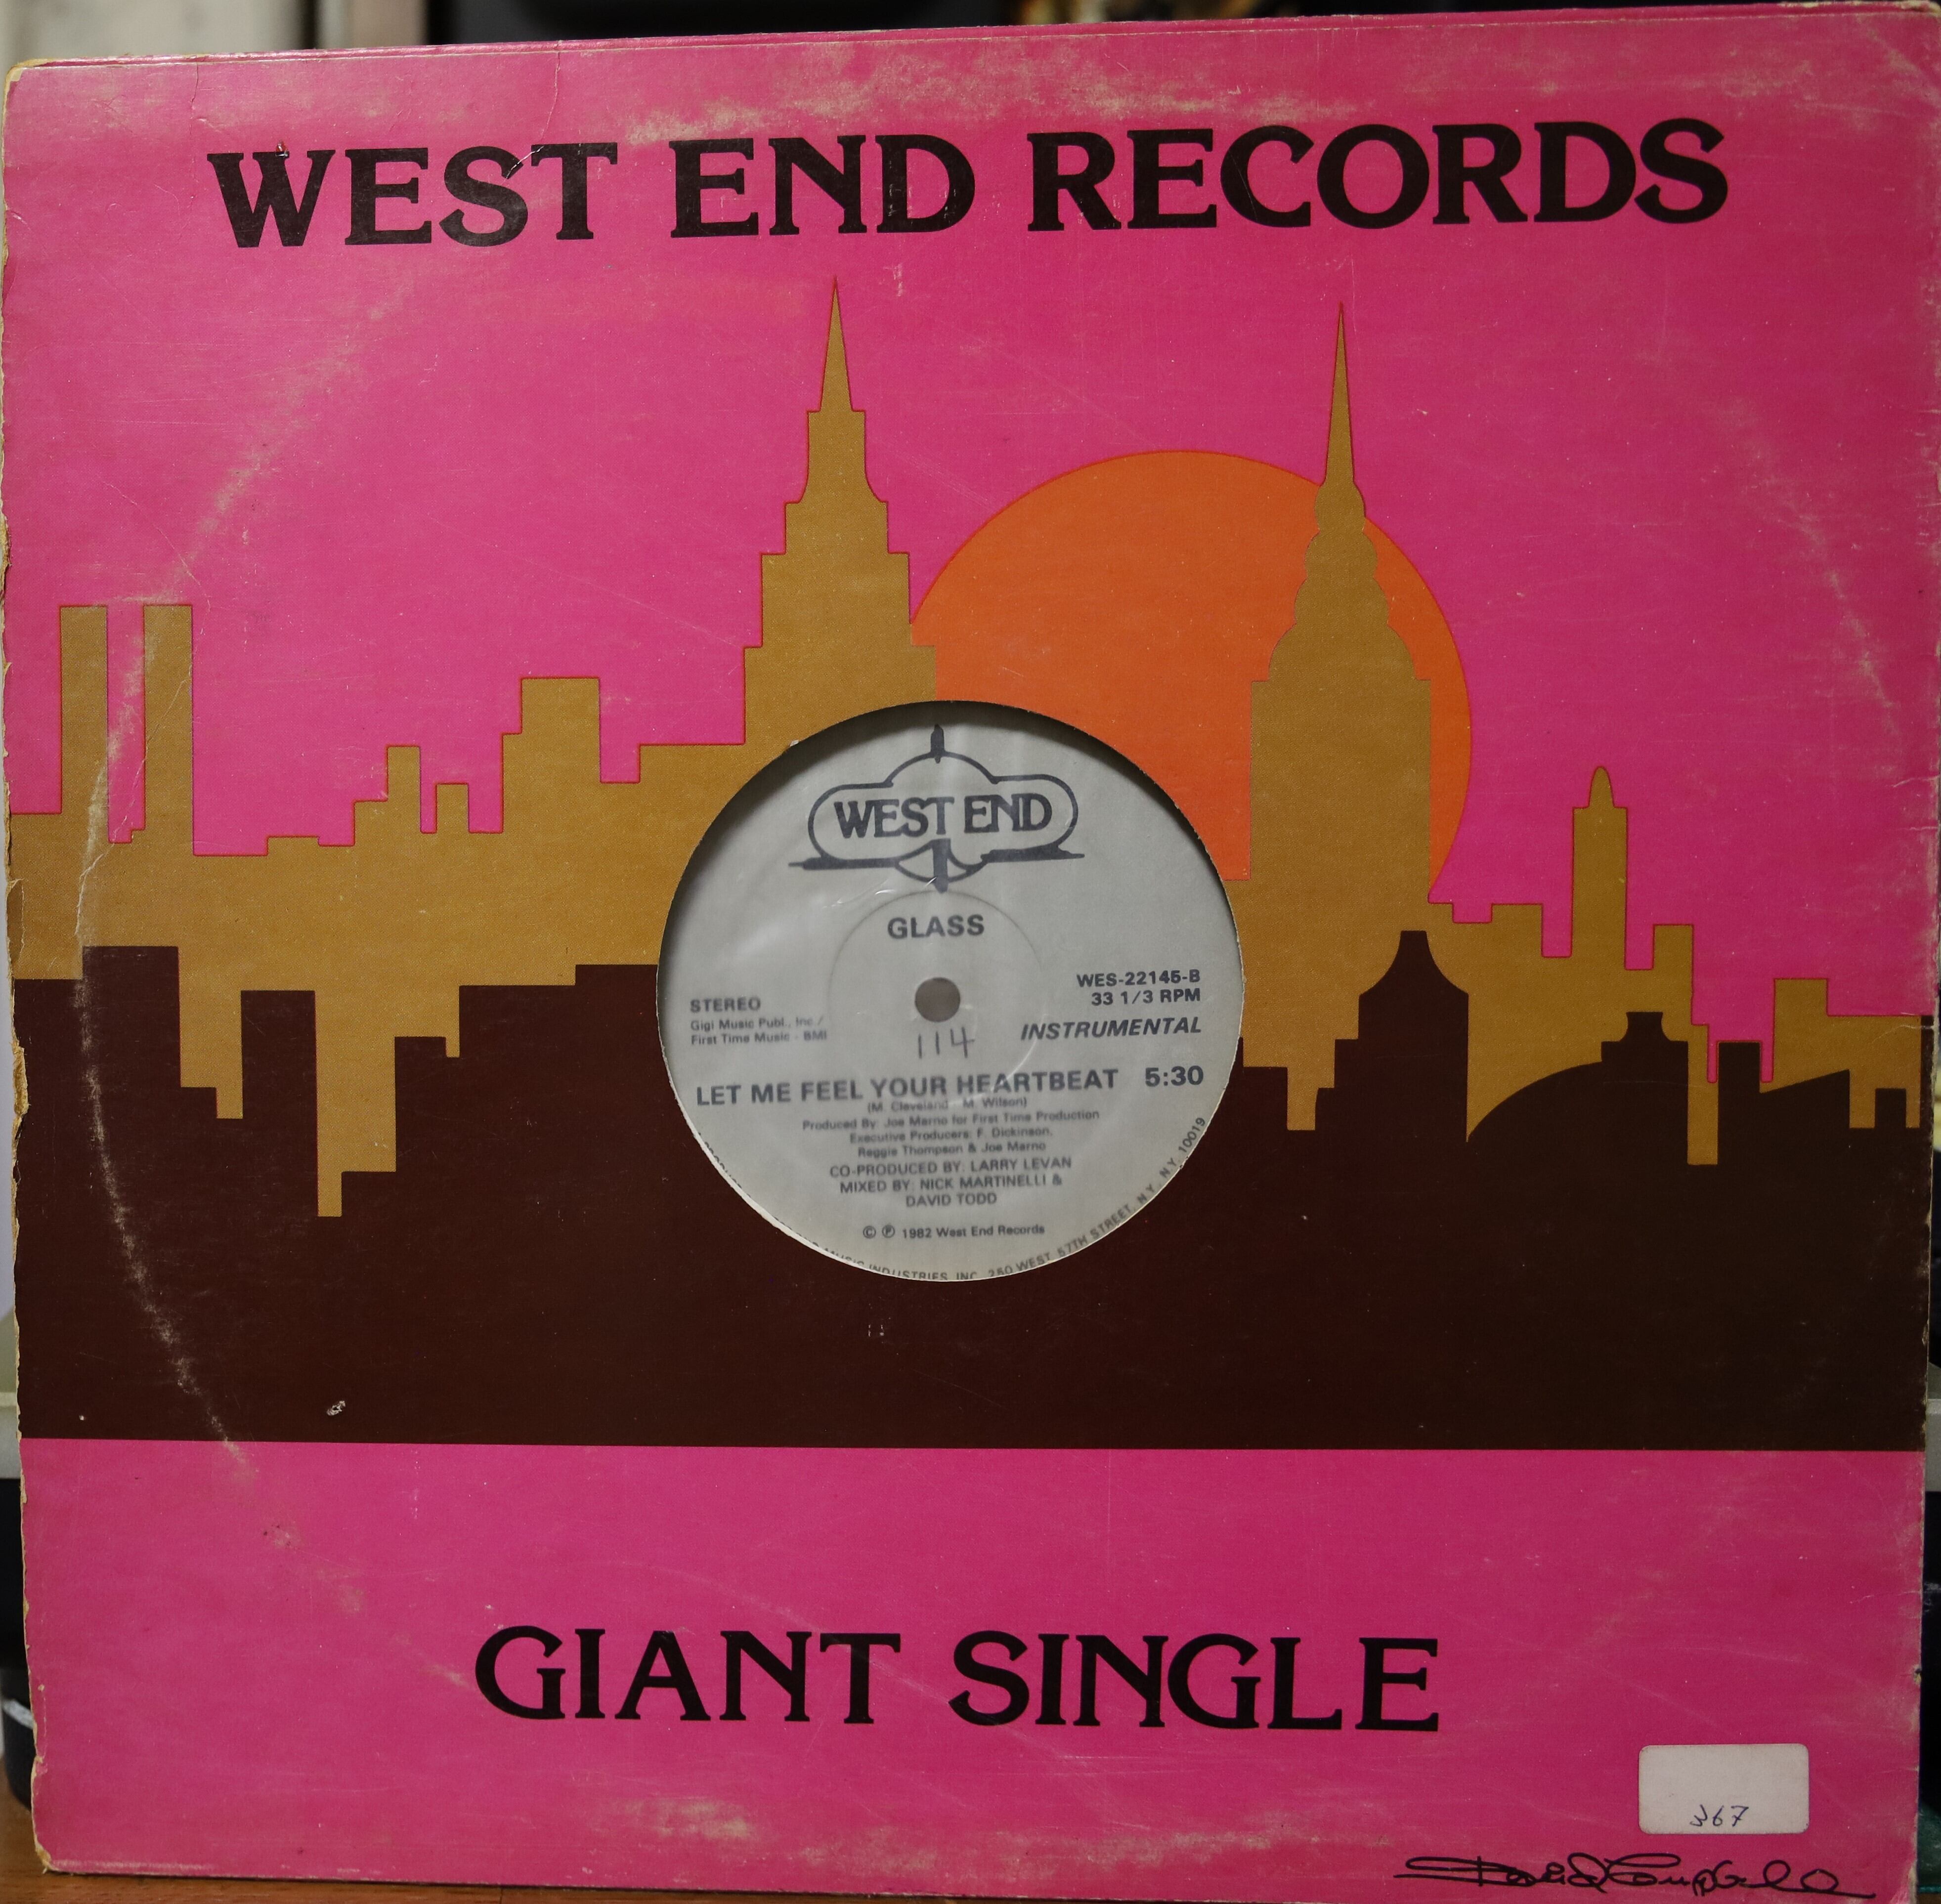 WEST END RECORDS
WEST END
GLASS
WES-22145-B
33 1/3 RPM
INSTRUMENTAL
STEREO
Gigi Music Publ., Inc /
First Time Music - BMI
114
LET ME FEEL YOUR HEARTBEAT 5:30
(M. Cleveland M. Wilson)
Produced By: Joe Marno for First Time Production
Executive Producers: F. Dickinson,
Reggie Thompson & Joe Marno
CO-PRODUCED BY: LARRY LEVAN
MIXED BY: NICK MARTINELLI &
DAVID TODD
© ℗ 1982 West End Records
INDUSTRIES, INC. 250 WEST 57TH STREET, N.Y. N.Y. 10019
GIANT SINGLE
367
David Campbell